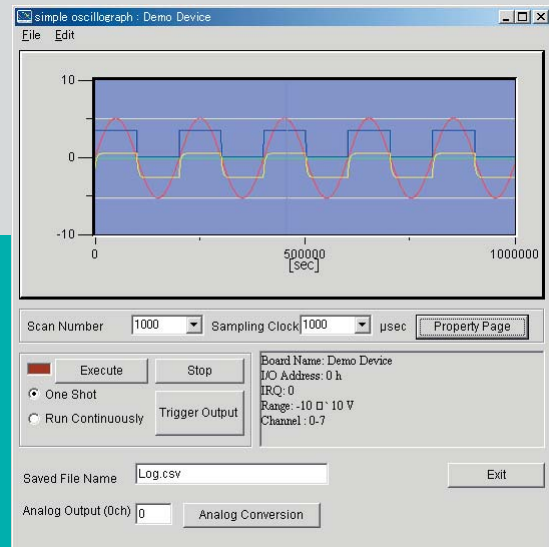 simple oscillograph : Demo Device
File Edit
10
0
-10
0 500000 1000000
[sec]
Scan Number 1000 Sampling Clock 1000 μsec Property Page
Execute Stop
One Shot
Run Continuously
Trigger Output
Board Name: Demo Device
I/O Address: 0 h
IRQ: 0
Range: -10 □` 10 V
Channel : 0-7
Saved File Name Log.csv Exit
Analog Output (0ch) 0 Analog Conversion